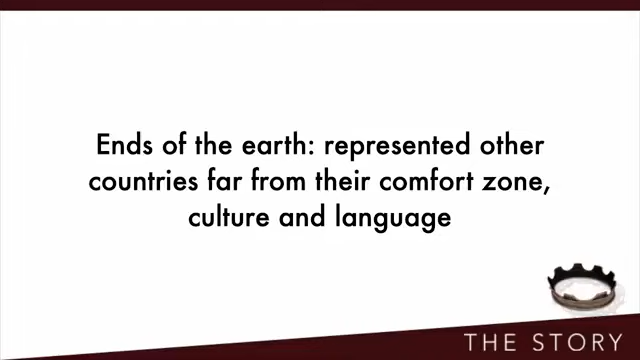 Ends of the earth: represented other
countries far from their comfort zone,
culture and language
THE STORY